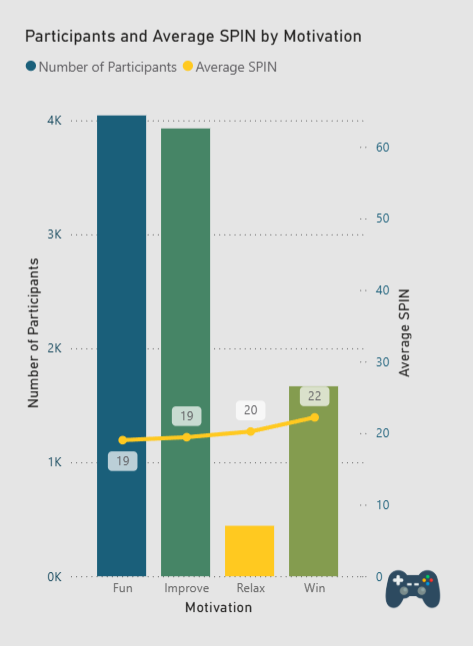 Participants and Average SPIN by Motivation
Number of Participants Average SPIN
4K
3K
2K
1K
0K
Number of Participants
60
50
40
30
20
10
0
Average SPIN
19
19
20
22
Fun Improve Relax Win
Motivation